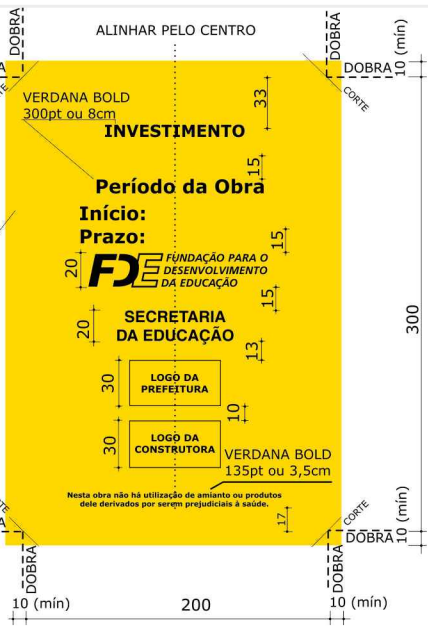 DOBRA
ALINHAR PELO CENTRO
DOBRA
DOBRA
10 (mín)
CORTE
VERDANA BOLD
300pt ou 8cm
33
INVESTIMENTO
15
Período da Obra
Início:
Prazo:
15
20
FDE FUNDAÇÃO PARA O
DESENVOLVIMENTO
DA EDUCAÇÃO
15
300
20
SECRETARIA
DA EDUCAÇÃO
13
30
LOGO DA
PREFEITURA
10
30
LOGO DA
CONSTRUTORA
VERDANA BOLD
135pt ou 3,5cm
Nesta obra não há utilização de amianto ou produtos
dele derivados por serem prejudiciais à saúde.
17
CORTE
DOBRA
10 (mín)
DOBRA
DOBRA
10 (mín)
200
10 (mín)